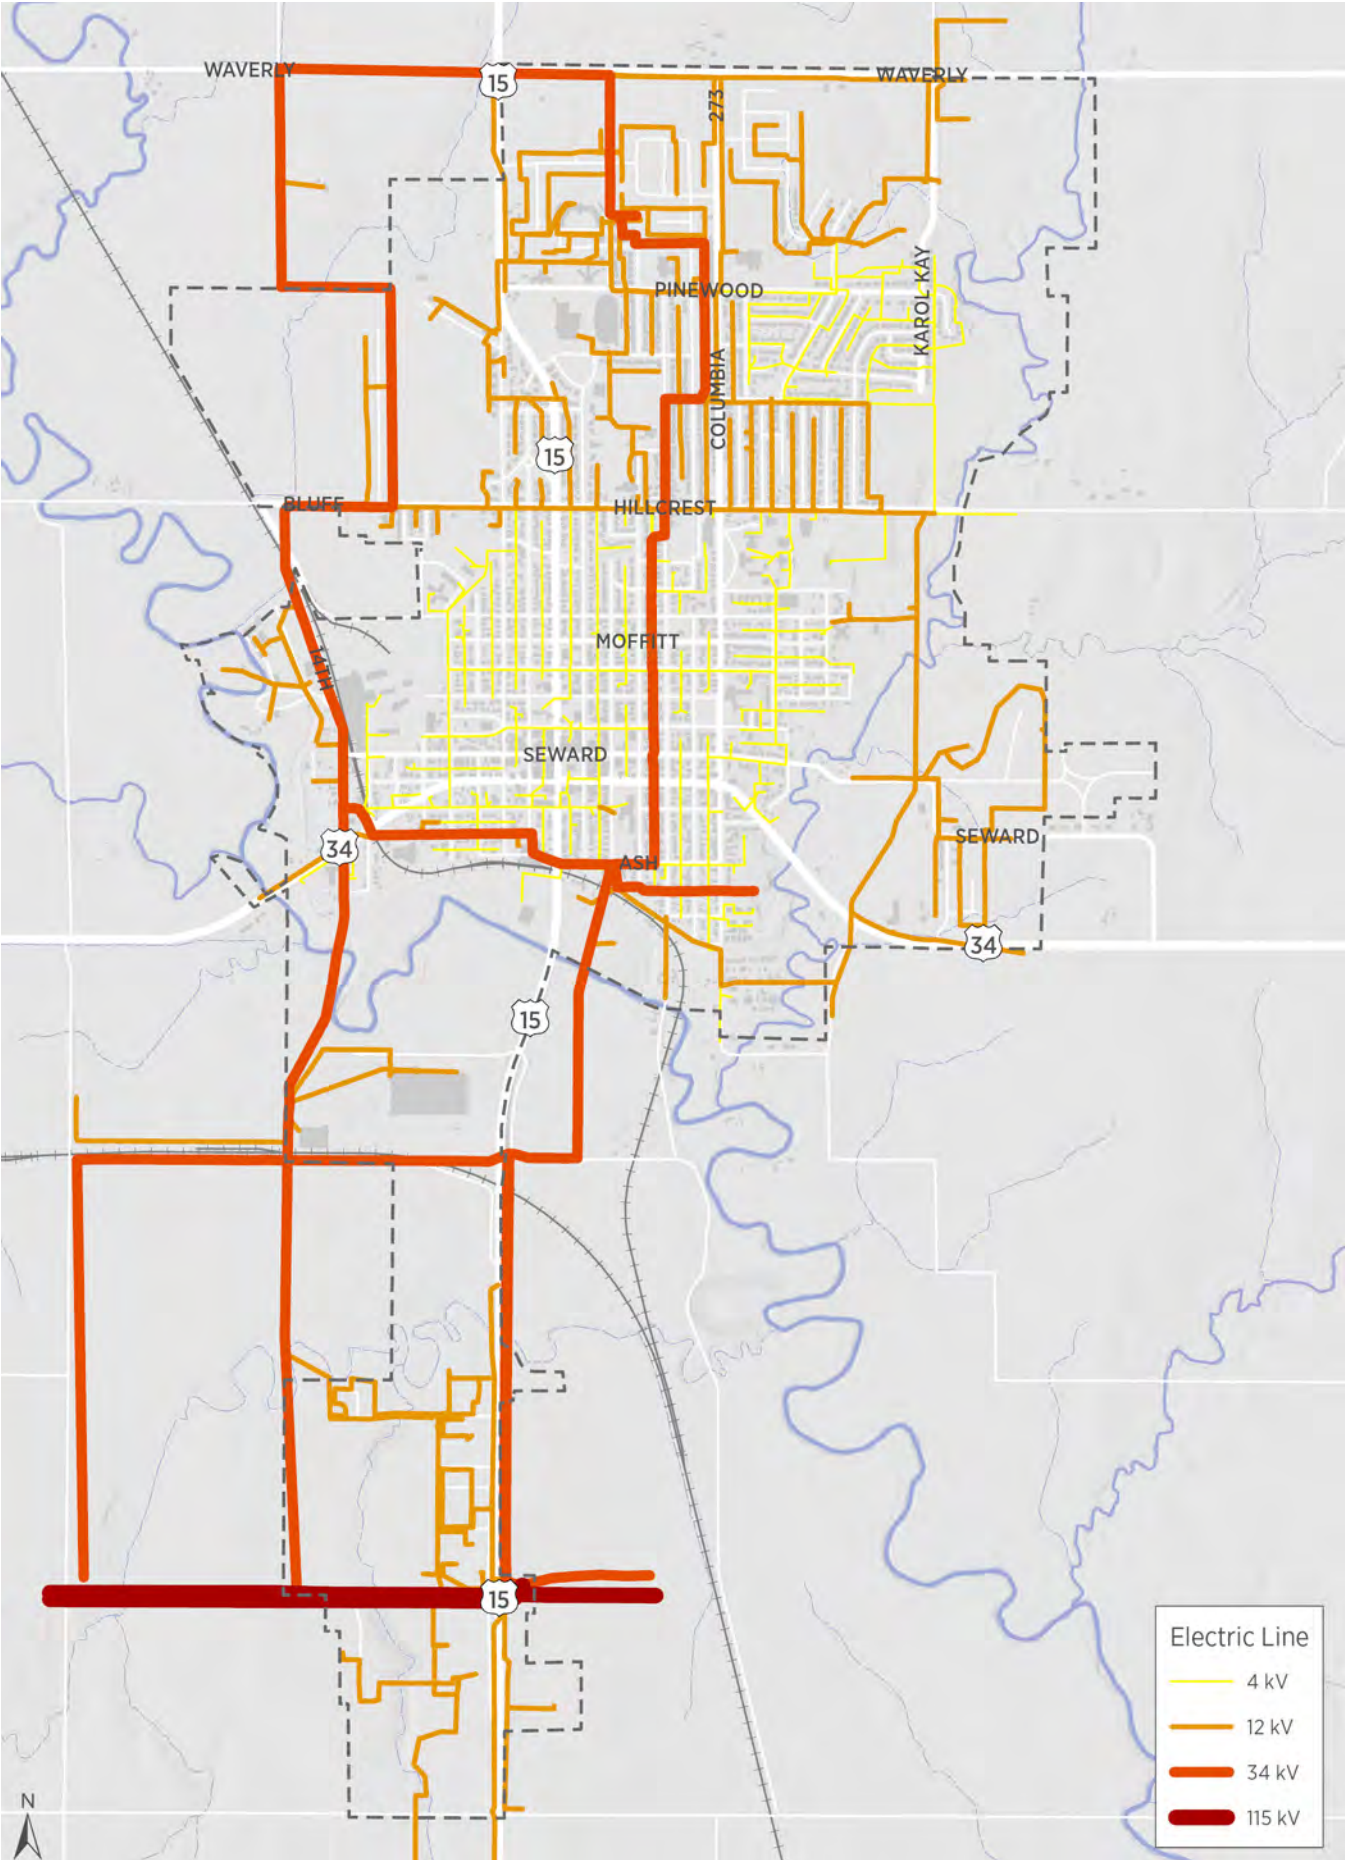 WAVERLY
15
WAVERLY
273
PINEWOOD
KAROL KAY
COLUMBIA
15
BLUFF
HILLCREST
MOFFITT
14TH
SEWARD
34
SEWARD
ASH
34
15
15
Electric Line
4 kV
12 kV
34 kV
115 kV
N